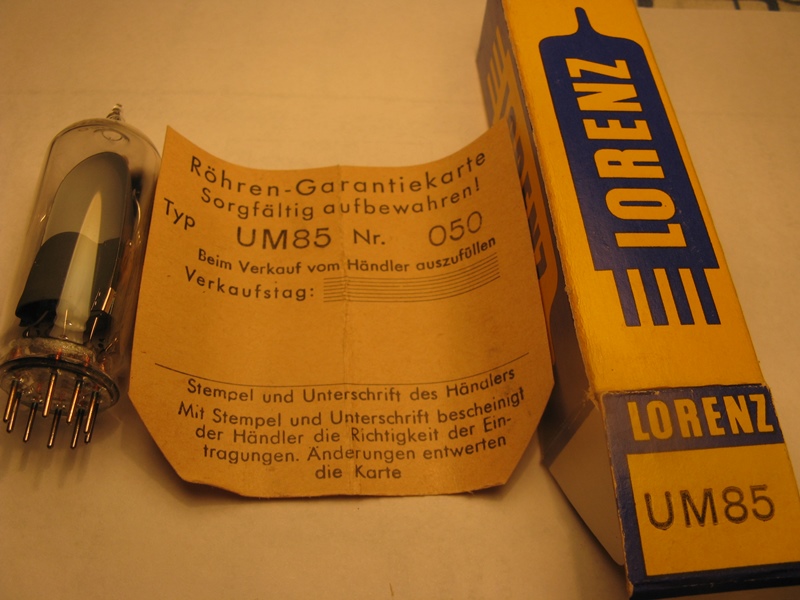 Röhren-Garantiekarte
Sorgfältig aufbewahren!
Typ UM85 Nr. 050
Beim Verkauf vom Händler auszufüllen
Verkaufstag:
Stempel und Unterschrift des Händlers
Mit Stempel und Unterschrift bescheinigt
der Händler die Richtigkeit der Ein-
tragungen. Änderungen entwerten
die Karte
LORENZ
LORENZ
UM85